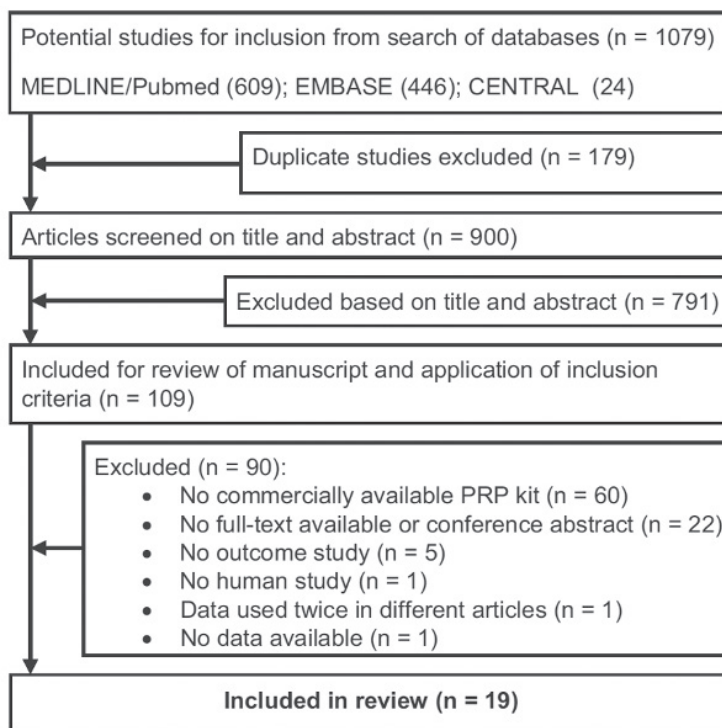 Potential studies for inclusion from search of databases (n = 1079)
MEDLINE/Pubmed (609); EMBASE (446); CENTRAL (24)
Duplicate studies excluded (n = 179)
Articles screened on title and abstract (n = 900)
Excluded based on title and abstract (n = 791)
Included for review of manuscript and application of inclusion
criteria (n = 109)
Excluded (n = 90):
• No commercially available PRP kit (n = 60)
• No full-text available or conference abstract (n = 22)
• No outcome study (n = 5)
• No human study (n = 1)
• Data used twice in different articles (n = 1)
• No data available (n = 1)
Included in review (n = 19)